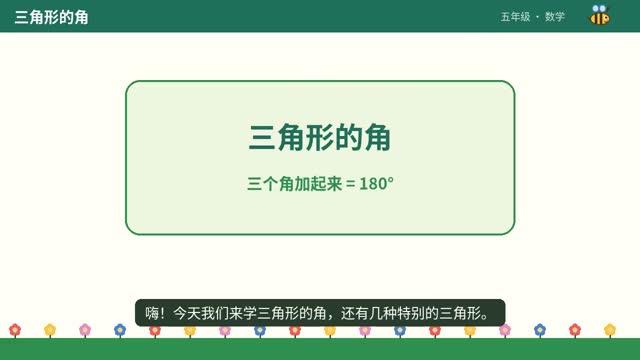 三角形的角
五年级 · 数学
三角形的角
三个角加起来 = 180°
嗨！今天我们来学三角形的角，还有几种特别的三角形。